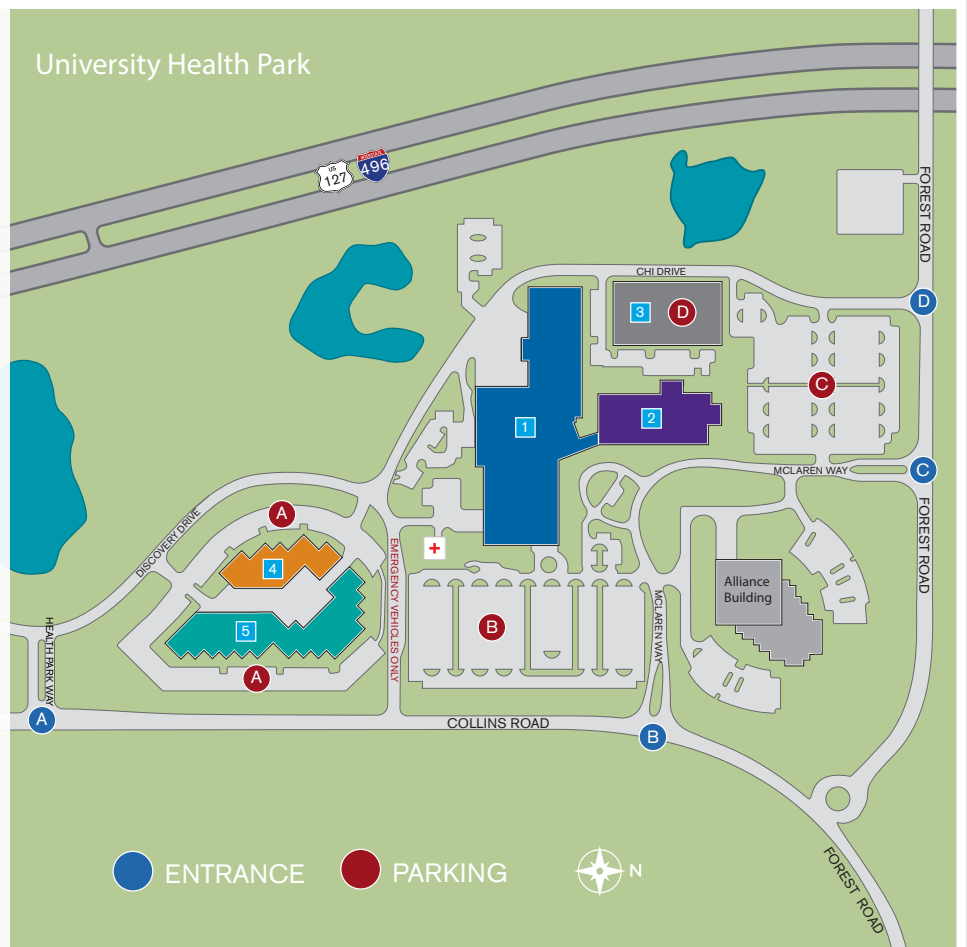 University Health Park
US
127
MICHIGAN
496
FOREST ROAD
CHI DRIVE
D
3
D
C
2
1
MCLAREN WAY
C
FOREST ROAD
A
DISCOVERY DRIVE
4
EMERGENCY VEHICLES ONLY
Alliance
Building
MCLAREN WAY
B
5
HEALTH PARK WAY
A
A
COLLINS ROAD
B
FOREST ROAD
ENTRANCE
PARKING
N